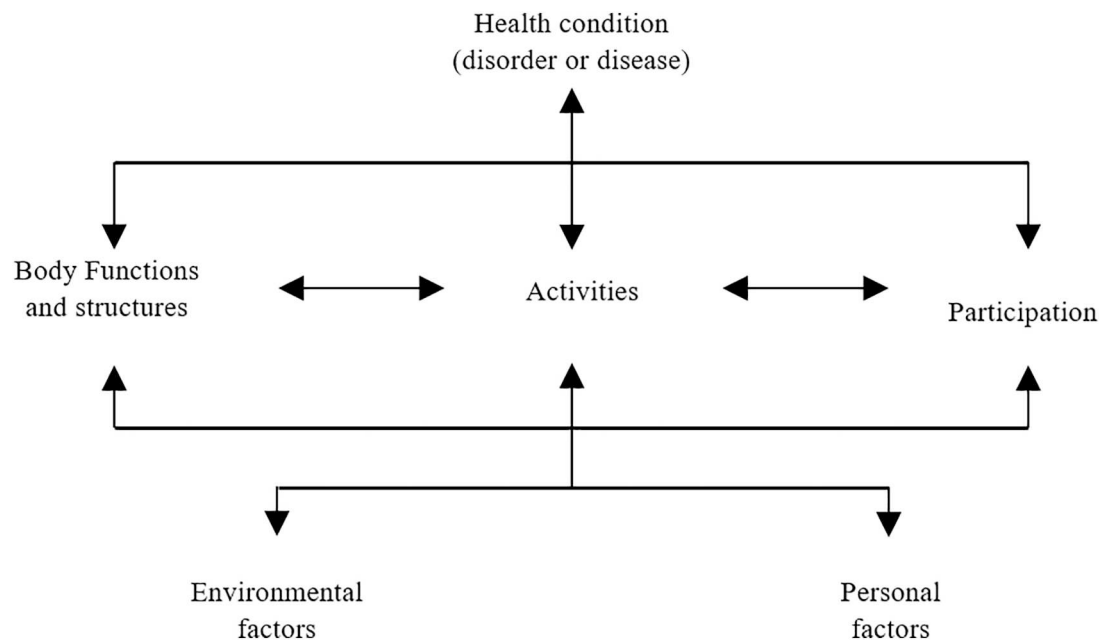 Health condition
(disorder or disease)
Body Functions
and structures
Activities
Participation
Environmental
factors
Personal
factors